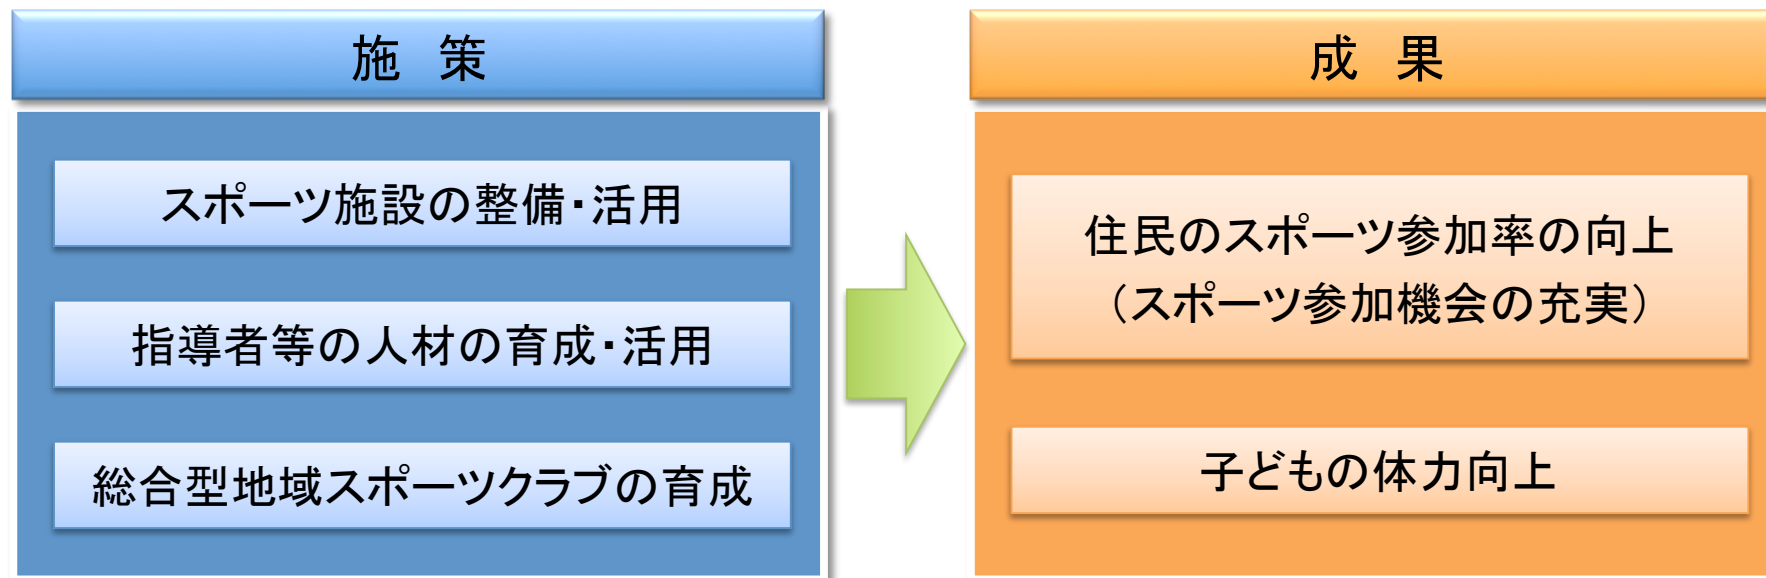 施　策
スポーツ施設の整備・活用
指導者等の人材の育成・活用
総合型地域スポーツクラブの育成
成　果
住民のスポーツ参加率の向上
（スポーツ参加機会の充実）
子どもの体力向上